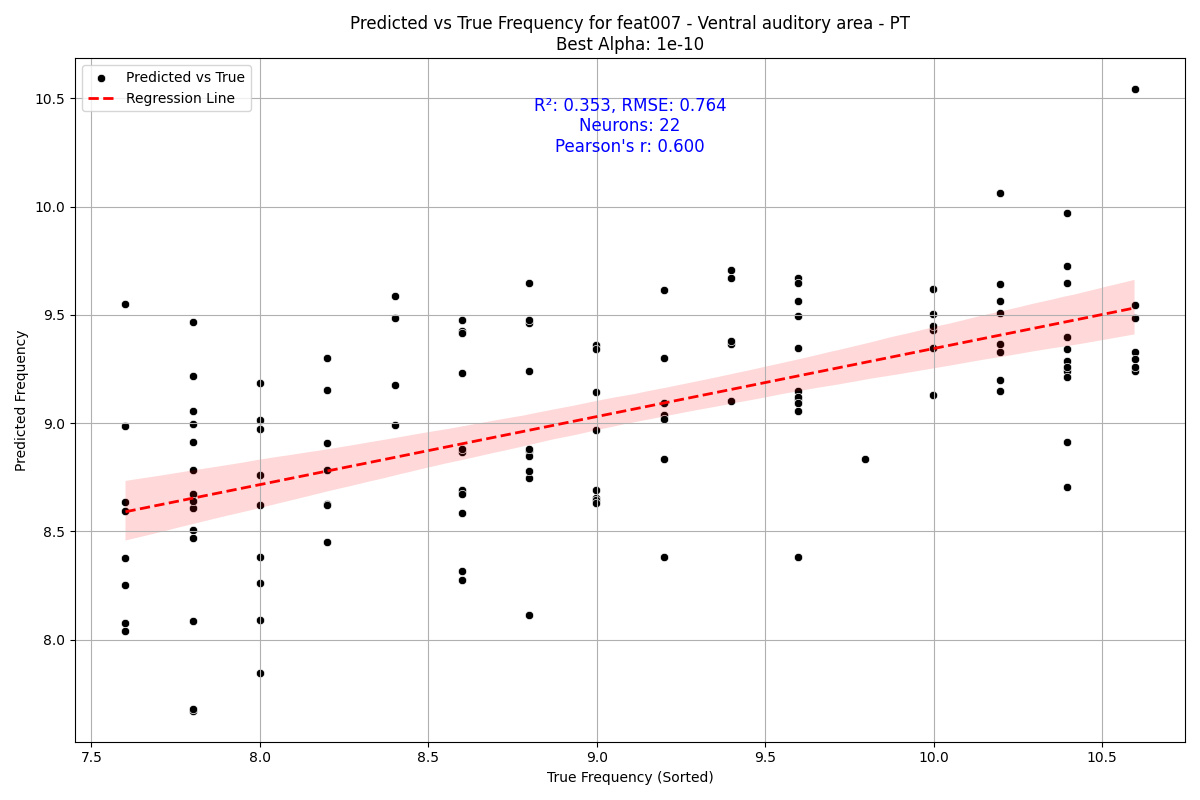 Predicted vs True Frequency for feat007 - Ventral auditory area - PT
Best Alpha: 1e-10
Predicted vs True
Regression Line
R²: 0.353, RMSE: 0.764
Neurons: 22
Pearson's r: 0.600
Predicted Frequency
10.5
10.0
9.5
9.0
8.5
8.0
7.5
8.0
8.5
9.0
9.5
10.0
10.5
True Frequency (Sorted)